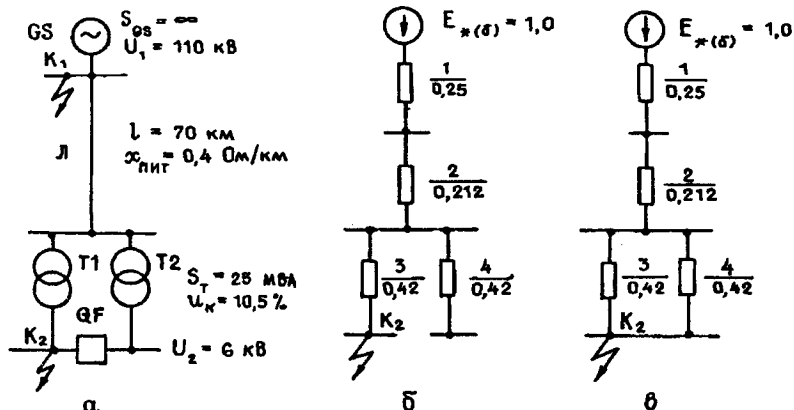 GS
S_GS = ∞
U₁ = 110 кВ
K₁
Л
l = 70 км
x_пит = 0,4 Ом/км
T1
T2
S_T = 25 МВА
u_к = 10,5 %
QF
K₂
U₂ = 6 кВ
а
E_*(б) = 1,0
1/0,25
2/0,212
3/0,42
4/0,42
K₂
б
E_*(б) = 1,0
1/0,25
2/0,212
3/0,42
4/0,42
K₂
в